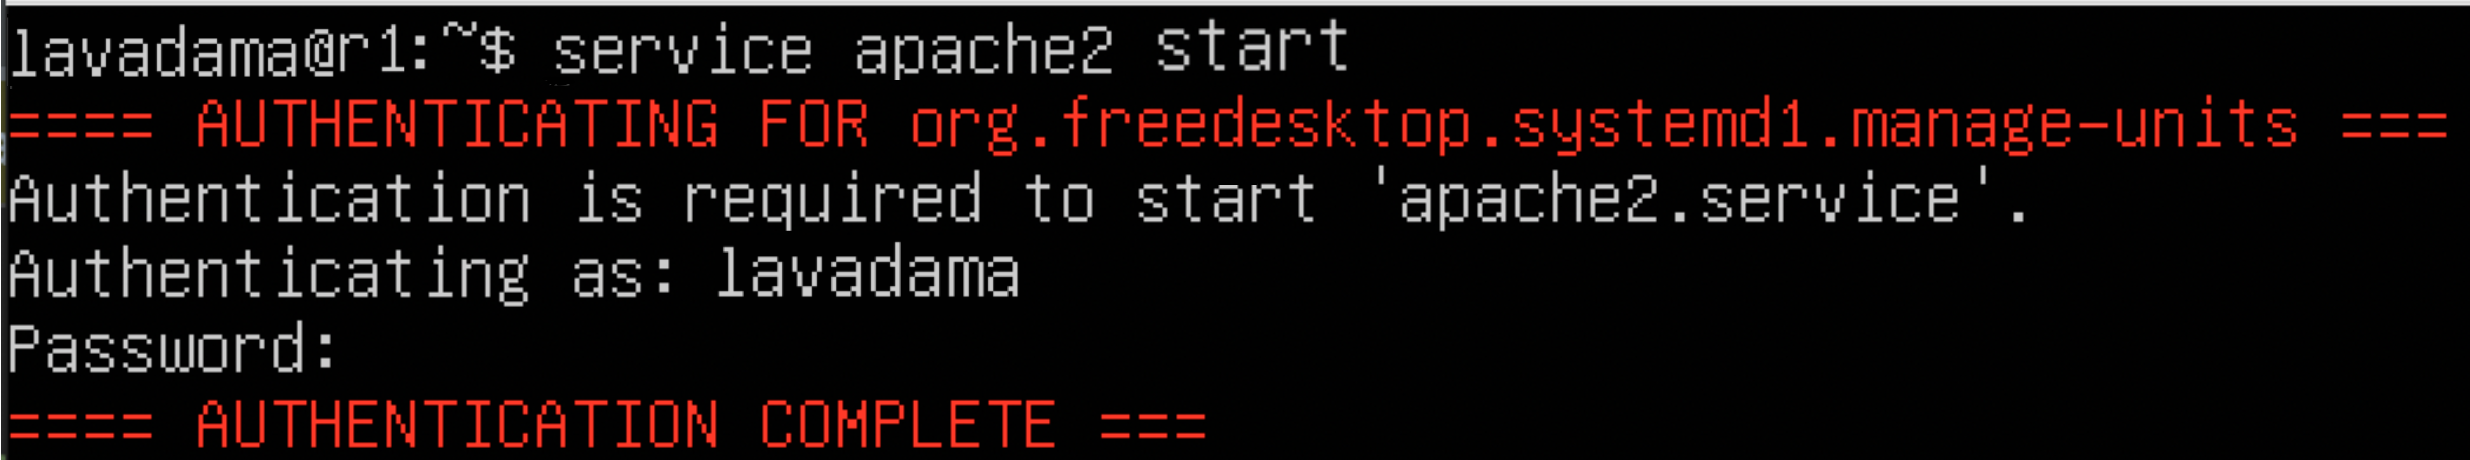 lavadama@r1:~$ service apache2 start
==== AUTHENTICATING FOR org.freedesktop.systemd1.manage-units ===
Authentication is required to start 'apache2.service'.
Authenticating as: lavadama
Password:
==== AUTHENTICATION COMPLETE ===